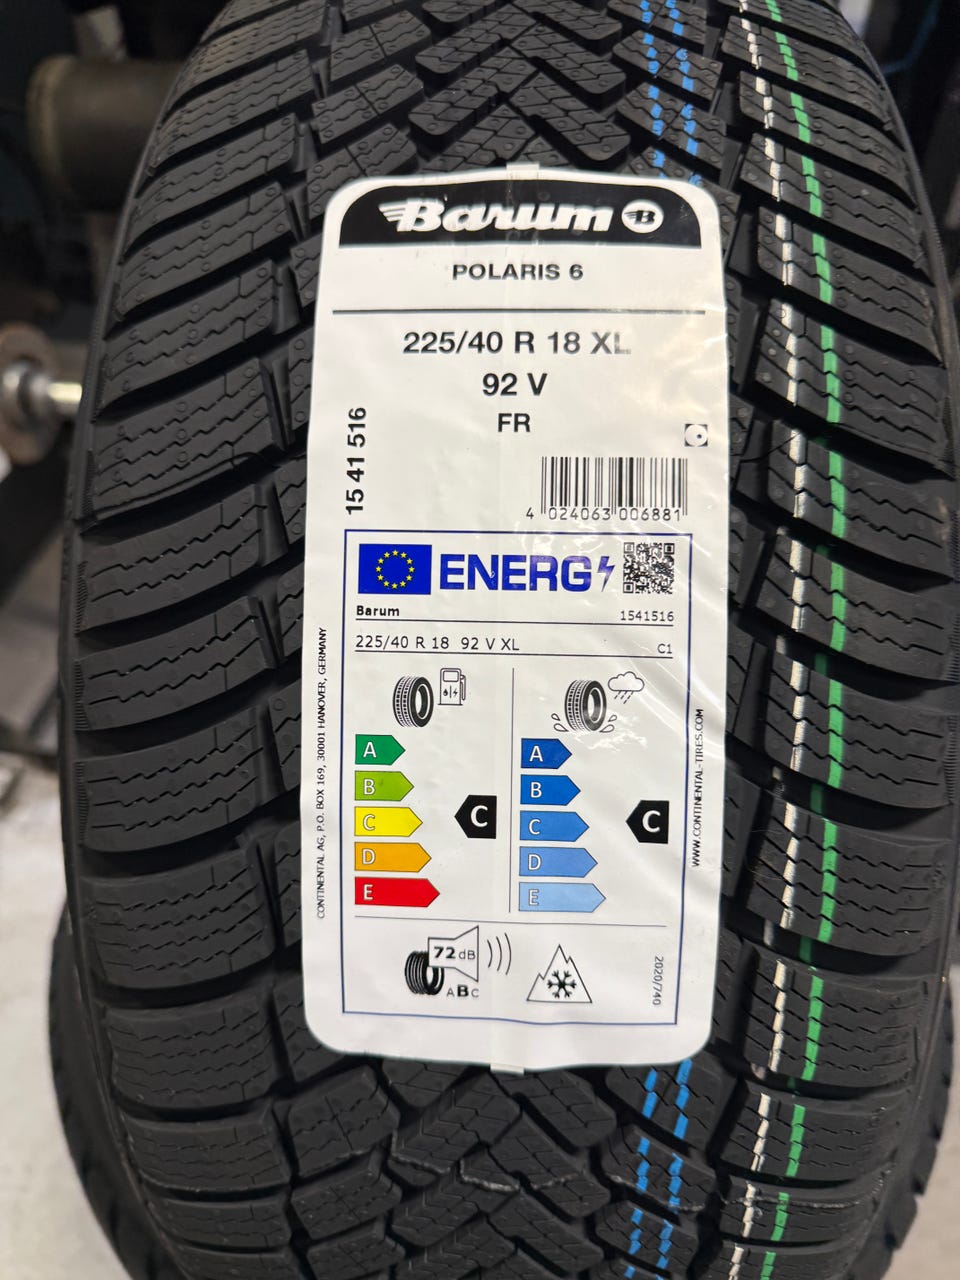 Barum B
POLARIS 6
225/40 R 18 XL
92 V
FR
15 41 516
4 024063 006881
ENERG
Barum
1541516
225/40 R 18 92 V XL
C1
A
B
C
D
E
C
A
B
C
D
E
C
72 dB
ABC
2020/740
CONTINENTAL AG, P.O. BOX 169, 30001 HANOVER, GERMANY
WWW.CONTINENTAL-TIRES.COM